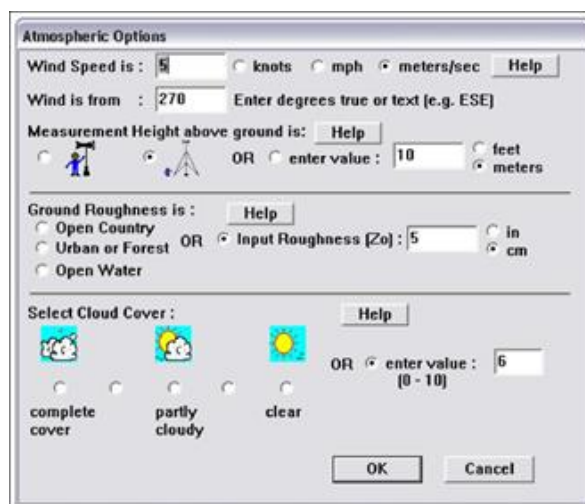 Atmospheric Options
Wind Speed is : 5 knots mph meters/sec Help
Wind is from : 270 Enter degrees true or text (e.g. ESE)
Measurement Height above ground is: Help
OR enter value : 10 feet
meters
Ground Roughness is : Help
Open Country
Urban or Forest OR Input Roughness (Zo) : 5 in
cm
Open Water
Select Cloud Cover : Help
OR enter value : 6
(0 - 10)
complete cover partly cloudy clear
OK Cancel